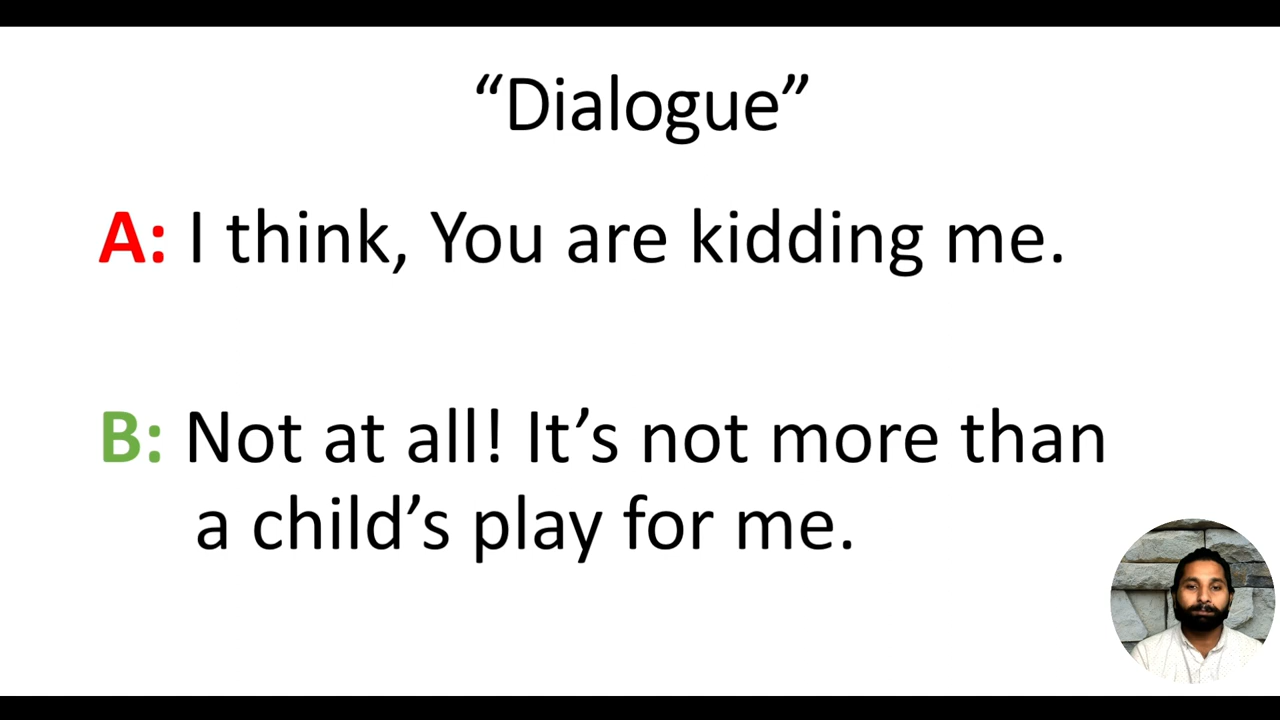 “Dialogue”
A: I think, You are kidding me.
B: Not at all! It’s not more than
a child’s play for me.